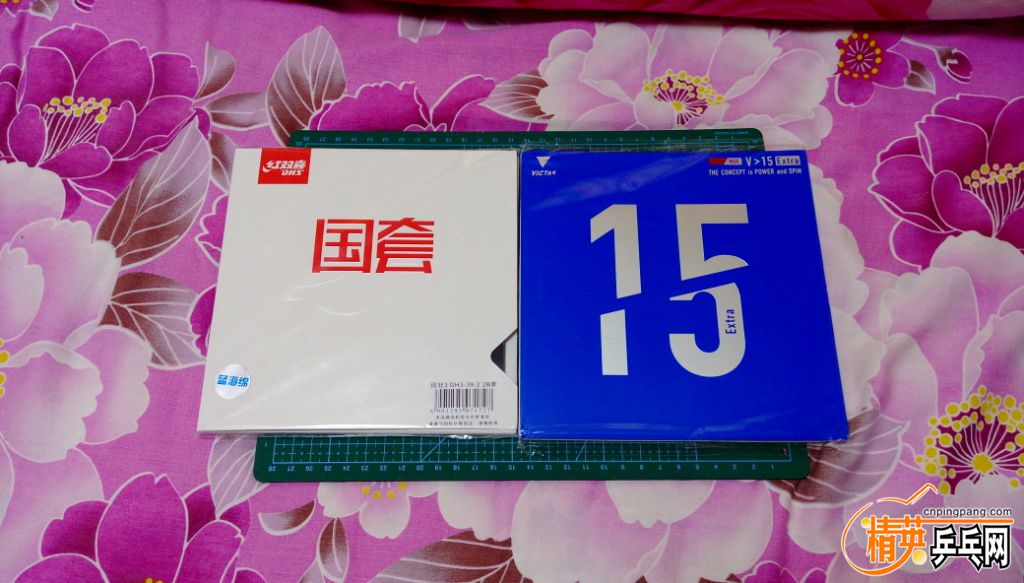 红双喜
DHS
国套
蓝海绵
VICTAS
MAX V>15 Extra
THE CONCEPT is POWER and SPIN
15
Extra
cnpingpang.com
精英乒乓网